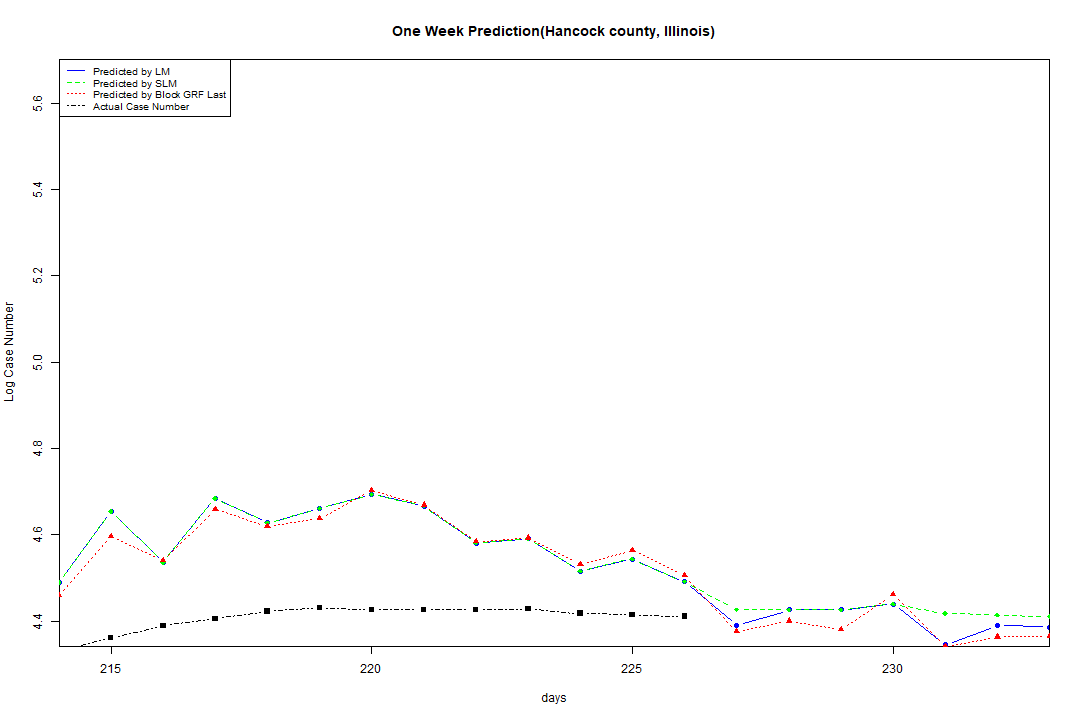 One Week Prediction(Hancock county, Illinois)
Predicted by LM
Predicted by SLM
Predicted by Block GRF Last
Actual Case Number
5.6
5.4
5.2
5.0
4.8
4.6
4.4
Log Case Number
215
220
225
230
days